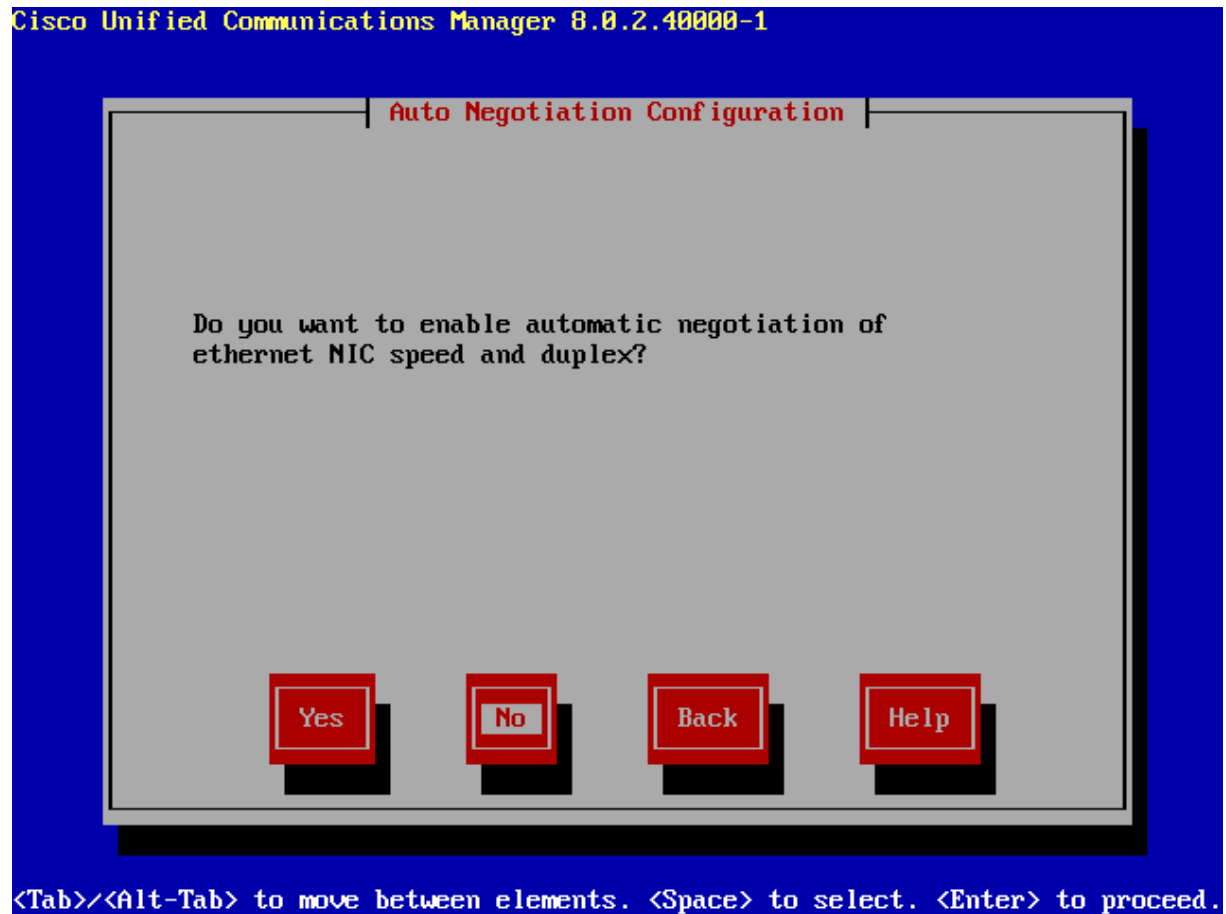 Cisco Unified Communications Manager 8.0.2.40000-1
Auto Negotiation Configuration
Do you want to enable automatic negotiation of
ethernet NIC speed and duplex?
Yes No Back Help
<Tab>/<Alt-Tab> to move between elements. <Space> to select. <Enter> to proceed.